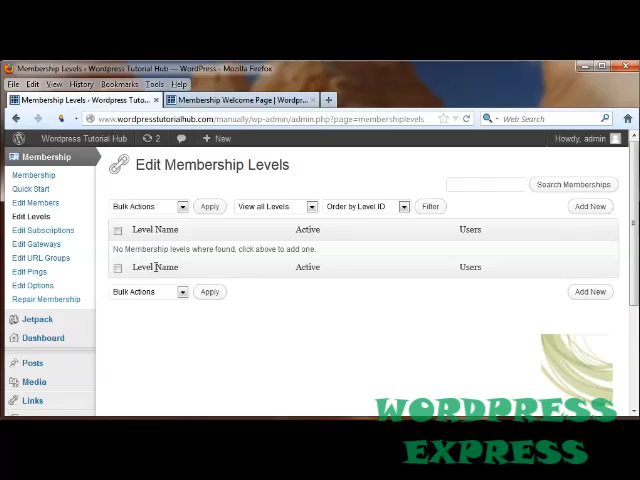 Membership Levels ‹ Wordpress Tutorial Hub — WordPress - Mozilla Firefox
File Edit View History Bookmarks Tools Help
Membership Levels ‹ Wordpress Tuto... × Membership Welcome Page | Wordpr... × +
www.wordpresstutorialhub.com/manually/wp-admin/admin.php?page=membershiplevels Web Search
Wordpress Tutorial Hub 2 + New Howdy, admin
Membership
Membership
Quick Start
Edit Members
Edit Levels
Edit Subscriptions
Edit Gateways
Edit URL Groups
Edit Pings
Edit Options
Repair Membership
Jetpack
Dashboard
Posts
Media
Links
Edit Membership Levels
Search Memberships
Bulk Actions Apply View all Levels Order by Level ID Filter Add New
Level Name Active Users
No Membership levels where found, click above to add one.
Level Name Active Users
Bulk Actions Apply Add New
WORDPRESS
EXPRESS